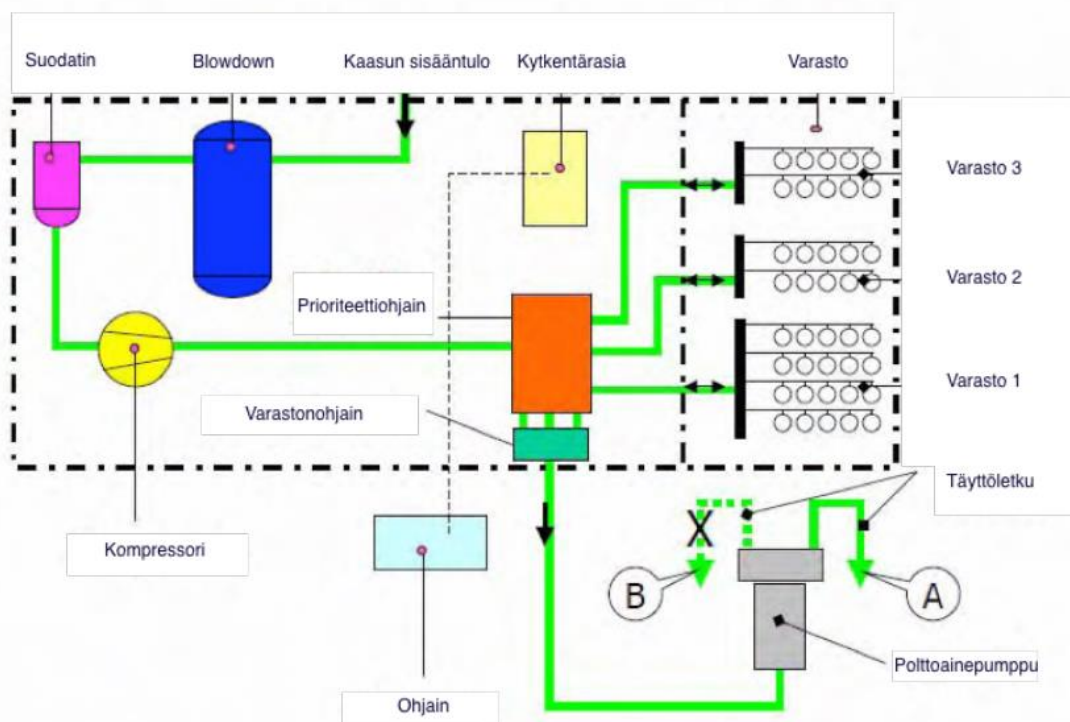 Suodatin
Blowdown
Kaasun sisääntulo
Kytkentärasia
Varasto
Varasto 3
Varasto 2
Prioriteettiohjain
Varasto 1
Varastonohjain
Täyttöletku
Kompressori
X
B
A
Polttoainepumppu
Ohjain